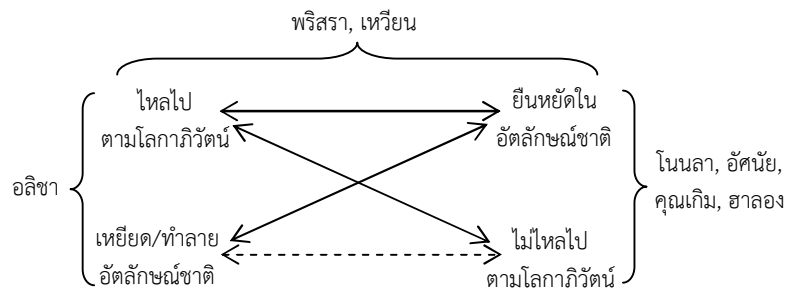 พริสรา, เหวียน
ไหลไป
ตามโลกาภิวัตน์
ยืนหยัดใน
อัตลักษณ์ชาติ
อลิชา
โนนลา, อัศนัย,
คุณเกิม, ฮาลอง
เหยียด/ทำลาย
อัตลักษณ์ชาติ
ไม่ไหลไป
ตามโลกาภิวัตน์